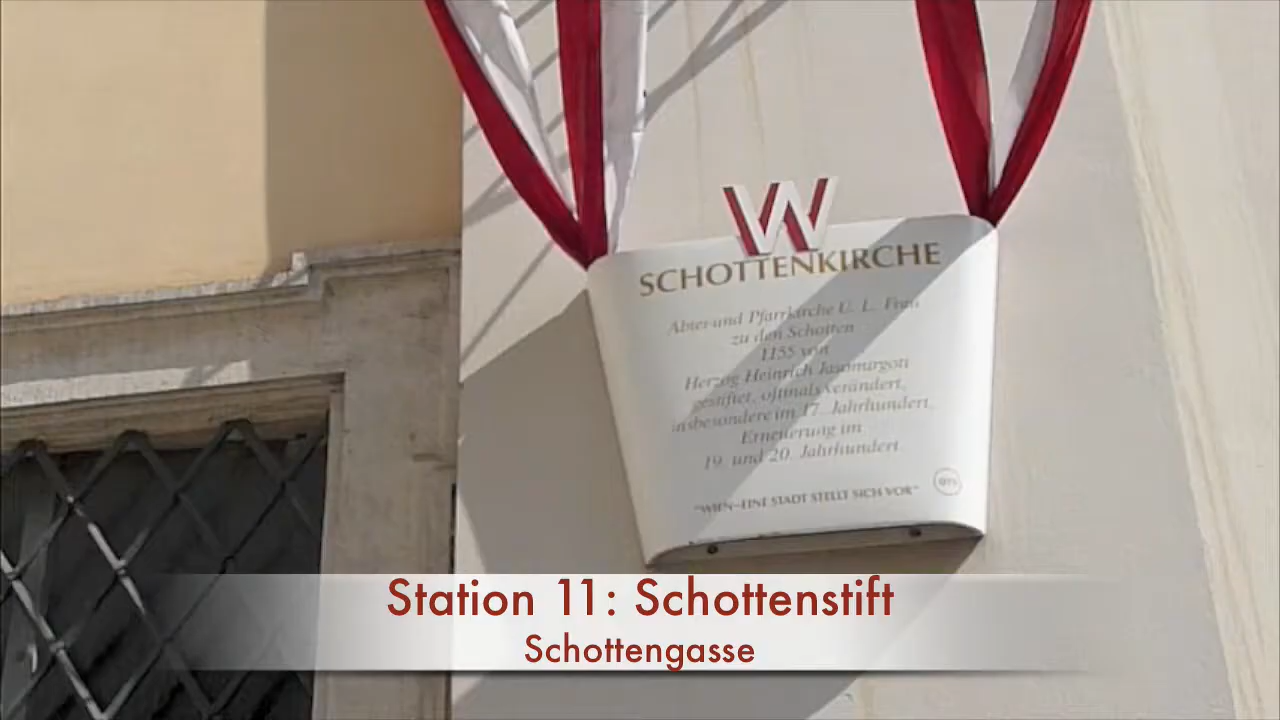 W
SCHOTTENKIRCHE
Abtei und Pfarrkirche U. L. Frau
zu den Schotten
1155 von
Herzog Heinrich Jasomirgott
gestiftet, oftmals verändert,
insbesondere im 17. Jahrhundert,
Erneuerung im
19. und 20. Jahrhundert
"WIEN–EINE STADT STELLT SICH VOR"
Station 11: Schottenstift
Schottengasse